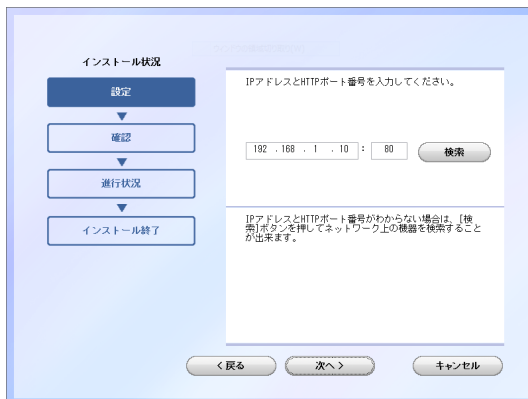 インストール状況
設定
確認
進行状況
インストール終了
IPアドレスとHTTPポート番号を入力してください。
192 . 168 . 1 . 10 : 80
検索
IPアドレスとHTTPポート番号がわからない場合は、[検
索]ボタンを押してネットワーク上の機器を検索すること
が出来ます。
< 戻る
次へ >
キャンセル